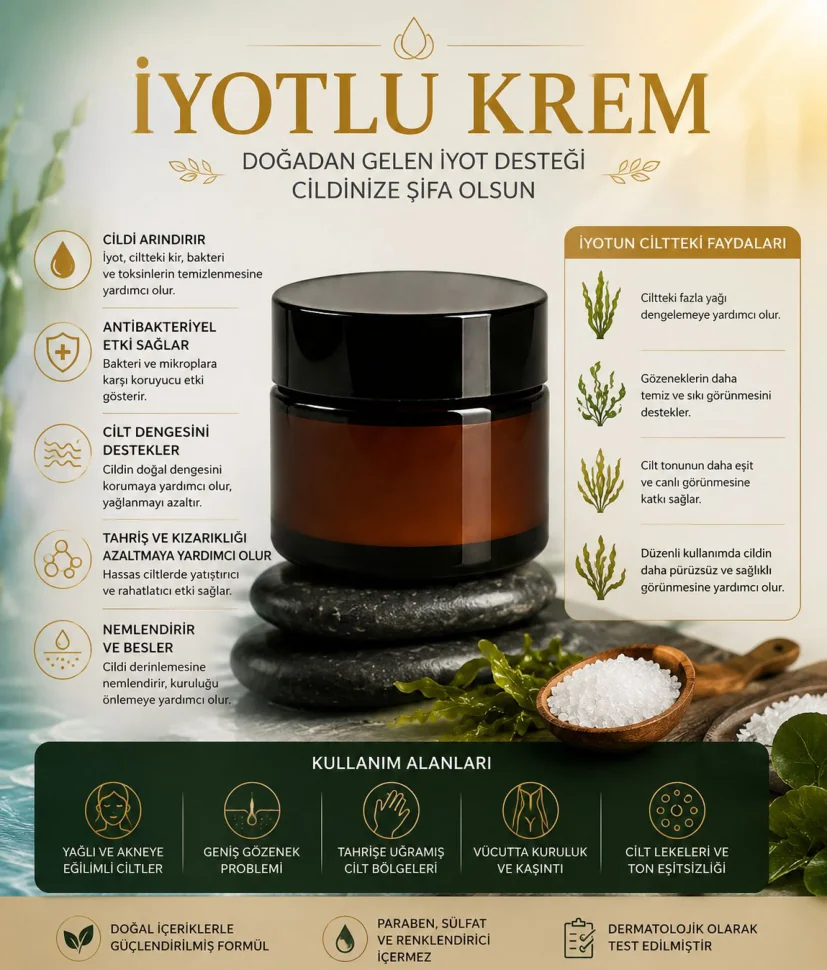 İYOTLU KREM
DOĞADAN GELEN İYOT DESTEĞİ
CİLDİNİZE ŞİFA OLSUN
CİLDİ ARINDIRIR
İyot, ciltteki kir, bakteri
ve toksinlerin temizlenmesine
yardımcı olur.
ANTİBAKTERİYEL
ETKİ SAĞLAR
Bakteri ve mikroplara
karşı koruyucu etki
gösterir.
CİLT DENGESİNİ
DESTEKLER
Cildin doğal dengesini
korumaya yardımcı olur,
yağlanmayı azaltır.
TAHRİŞ VE KIZARIKLIĞI
AZALTMAYA YARDIMCI OLUR
Hassas ciltlerde yatıştırıcı
ve rahatlatıcı etki sağlar.
NEMLENDİRİR
VE BESLER
Cildi derinlemesine
nemlendirir, kuruluğu
önlemeye yardımcı olur.
İYOTUN CİLTTEKİ FAYDALARI
Ciltteki fazla yağı
dengelemeye yardımcı olur.
Gözeneklerin daha
temiz ve sıkı görünmesini
destekler.
Cilt tonunun daha eşit
ve canlı görünmesine
katkı sağlar.
Düzenli kullanımda cildin
daha pürüzsüz ve sağlıklı
görünmesine yardımcı olur.
KULLANIM ALANLARI
YAĞLI VE AKNEYE
EĞİLİMLİ CİLTLER
GENİŞ GÖZENEK
PROBLEMİ
TAHRİŞE UĞRAMIŞ
CİLT BÖLGELERİ
VÜCUTTA KURULUK
VE KAŞINTI
CİLT LEKELERİ VE
TON EŞİTSİZLİĞİ
DOĞAL İÇERİKLERLE
GÜÇLENDİRİLMİŞ FORMÜL
PARABEN, SÜLFAT
VE RENKLENDİRİCİ
İÇERMEZ
DERMATOLOJİK OLARAK
TEST EDİLMİŞTİR